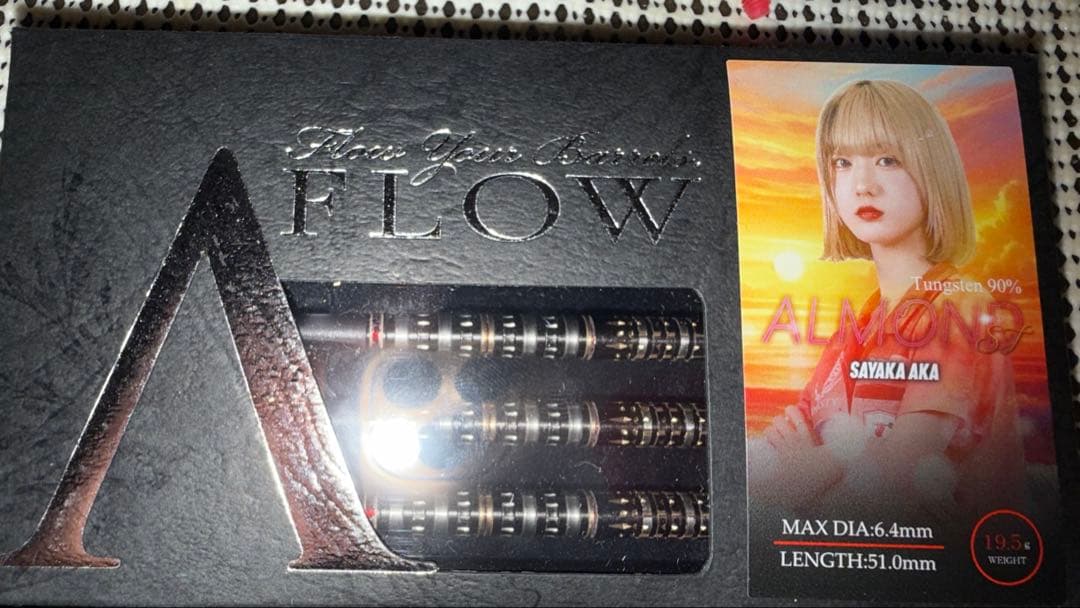 Flow Your Barrels
FLOW
Tungsten 90%
ALMOND
ST
SAYAKA AKA
MAX DIA:6.4mm
LENGTH:51.0mm
19.5g
WEIGHT